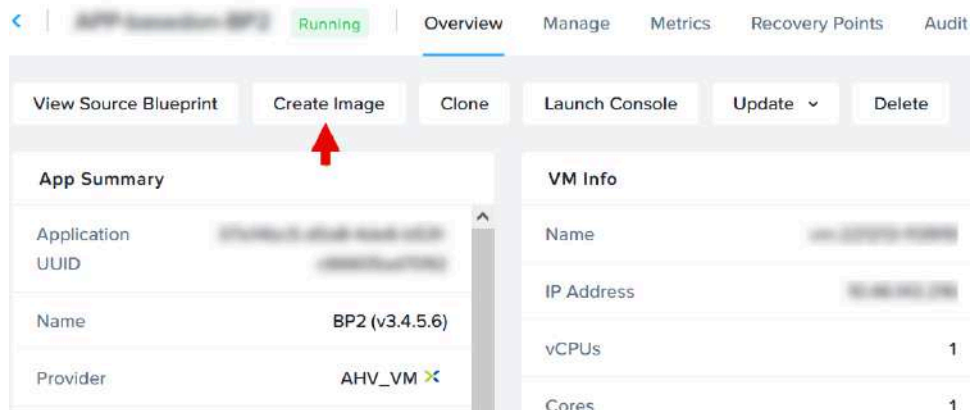 Running Overview Manage Metrics Recovery Points Audit
View Source Blueprint Create Image Clone Launch Console Update Delete
App Summary
Application
UUID
Name BP2 (v3.4.5.6)
Provider AHV_VM
VM Info
Name
IP Address
vCPUs 1
Cores 1